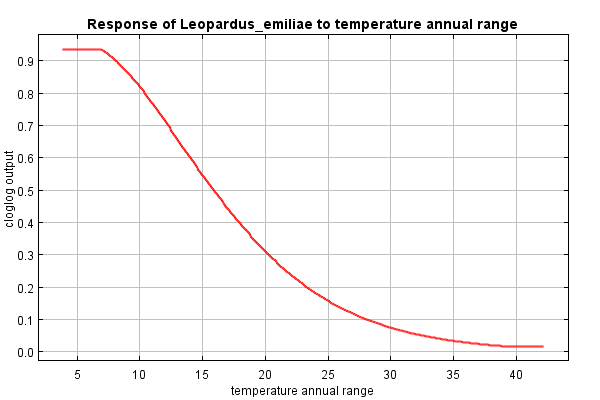 Response of Leopardus_emiliae to temperature annual range
cloglog output
0.9
0.8
0.7
0.6
0.5
0.4
0.3
0.2
0.1
0.0
5 10 15 20 25 30 35 40
temperature annual range